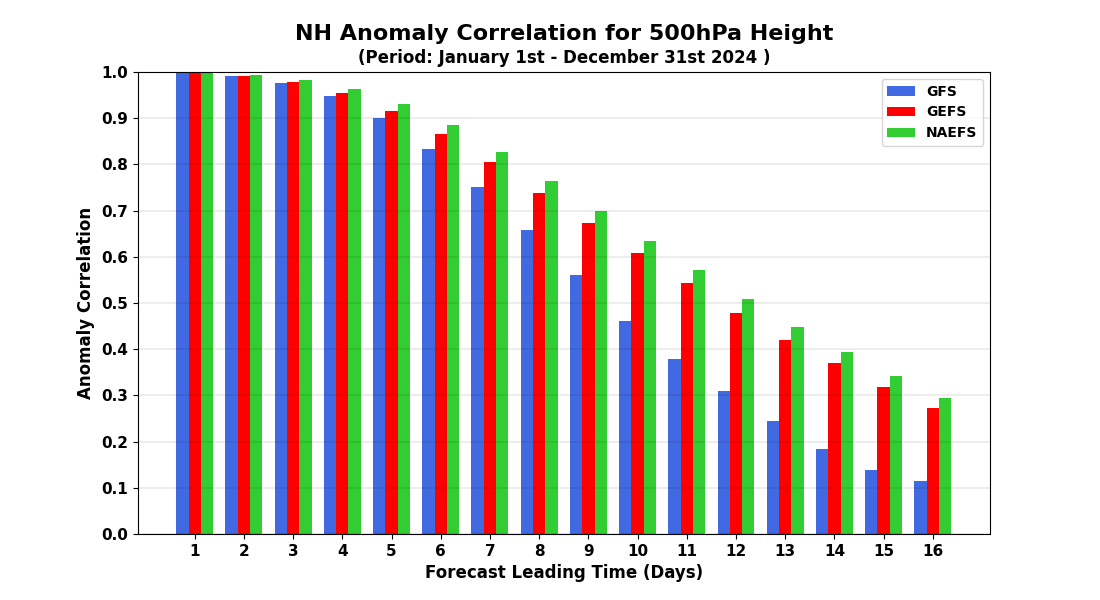 NH Anomaly Correlation for 500hPa Height
(Period: January 1st - December 31st 2024 )
1.0
0.9
0.8
0.7
0.6
0.5
0.4
0.3
0.2
0.1
0.0
Anomaly Correlation
GFS
GEFS
NAEFS
1 2 3 4 5 6 7 8 9 10 11 12 13 14 15 16
Forecast Leading Time (Days)